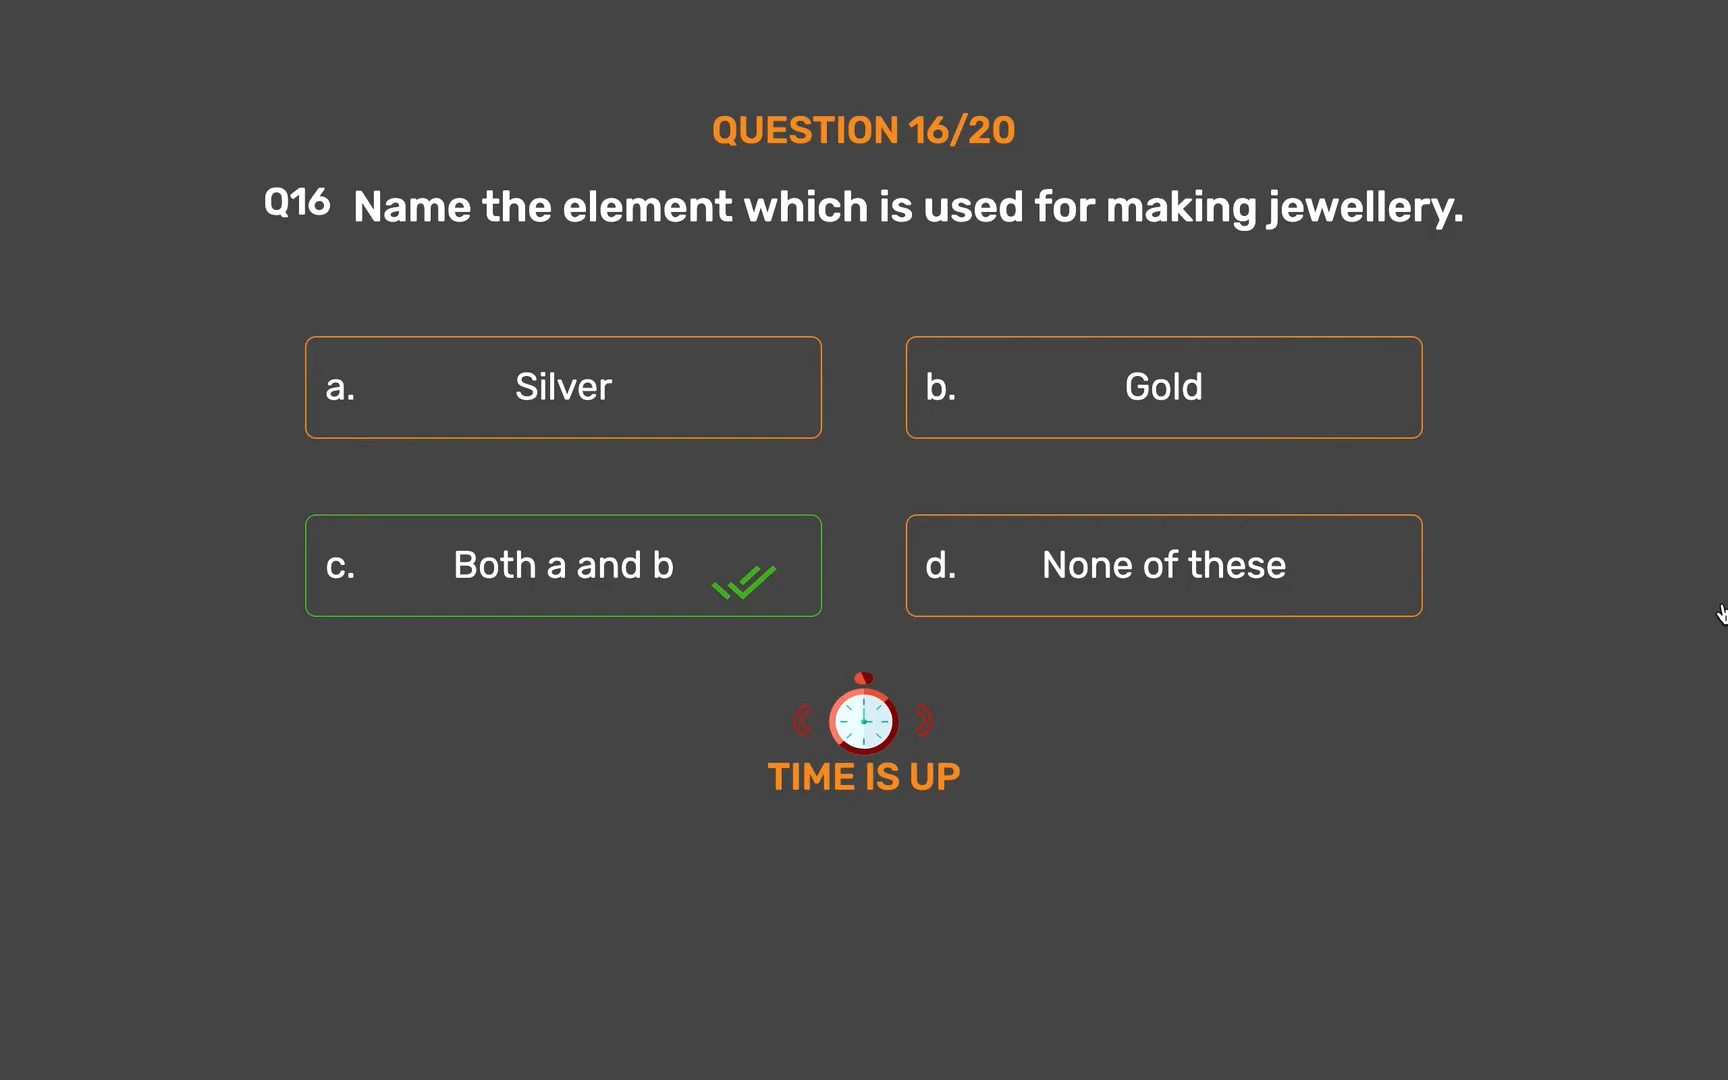 QUESTION 16/20
Q16 Name the element which is used for making jewellery.
a. Silver
b. Gold
c. Both a and b
d. None of these
TIME IS UP